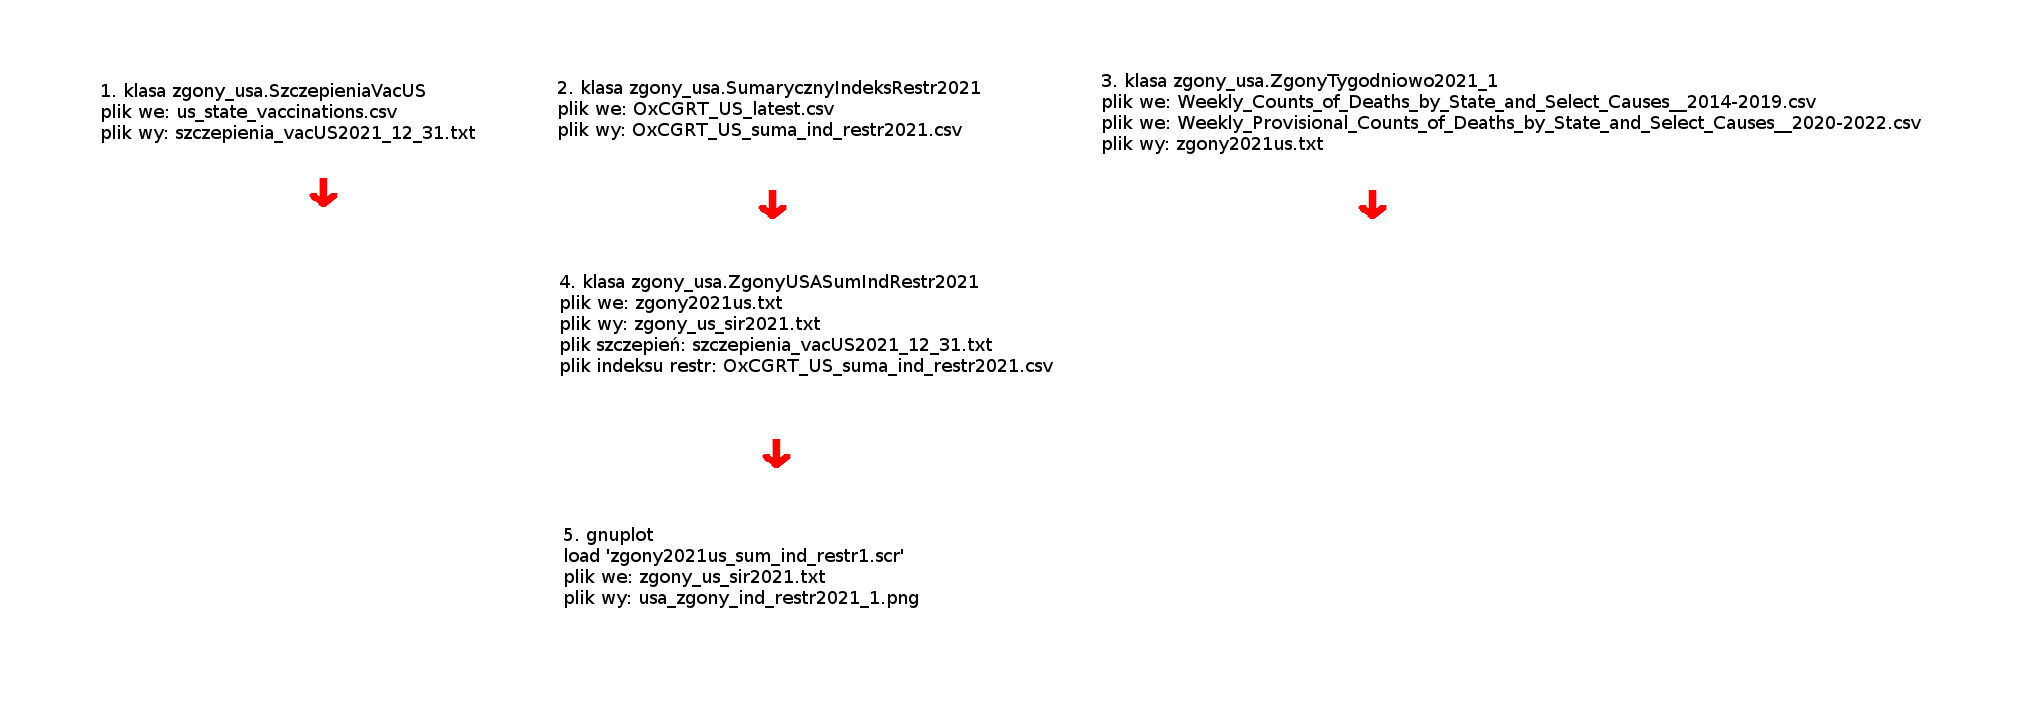 1. klasa zgony_usa.SzczepieniaVacUS
plik we: us_state_vaccinations.csv
plik wy: szczepienia_vacUS2021_12_31.txt
2. klasa zgony_usa.SumarycznyIndeksRestr2021
plik we: OxCGRT_US_latest.csv
plik wy: OxCGRT_US_suma_ind_restr2021.csv
3. klasa zgony_usa.ZgonyTygodniowo2021_1
plik we: Weekly_Counts_of_Deaths_by_State_and_Select_Causes__2014-2019.csv
plik we: Weekly_Provisional_Counts_of_Deaths_by_State_and_Select_Causes__2020-2022.csv
plik wy: zgony2021us.txt
4. klasa zgony_usa.ZgonyUSASumIndRestr2021
plik we: zgony2021us.txt
plik wy: zgony_us_sir2021.txt
plik szczepień: szczepienia_vacUS2021_12_31.txt
plik indeksu restr: OxCGRT_US_suma_ind_restr2021.csv
5. gnuplot
load 'zgony2021us_sum_ind_restr1.scr'
plik we: zgony_us_sir2021.txt
plik wy: usa_zgony_ind_restr2021_1.png